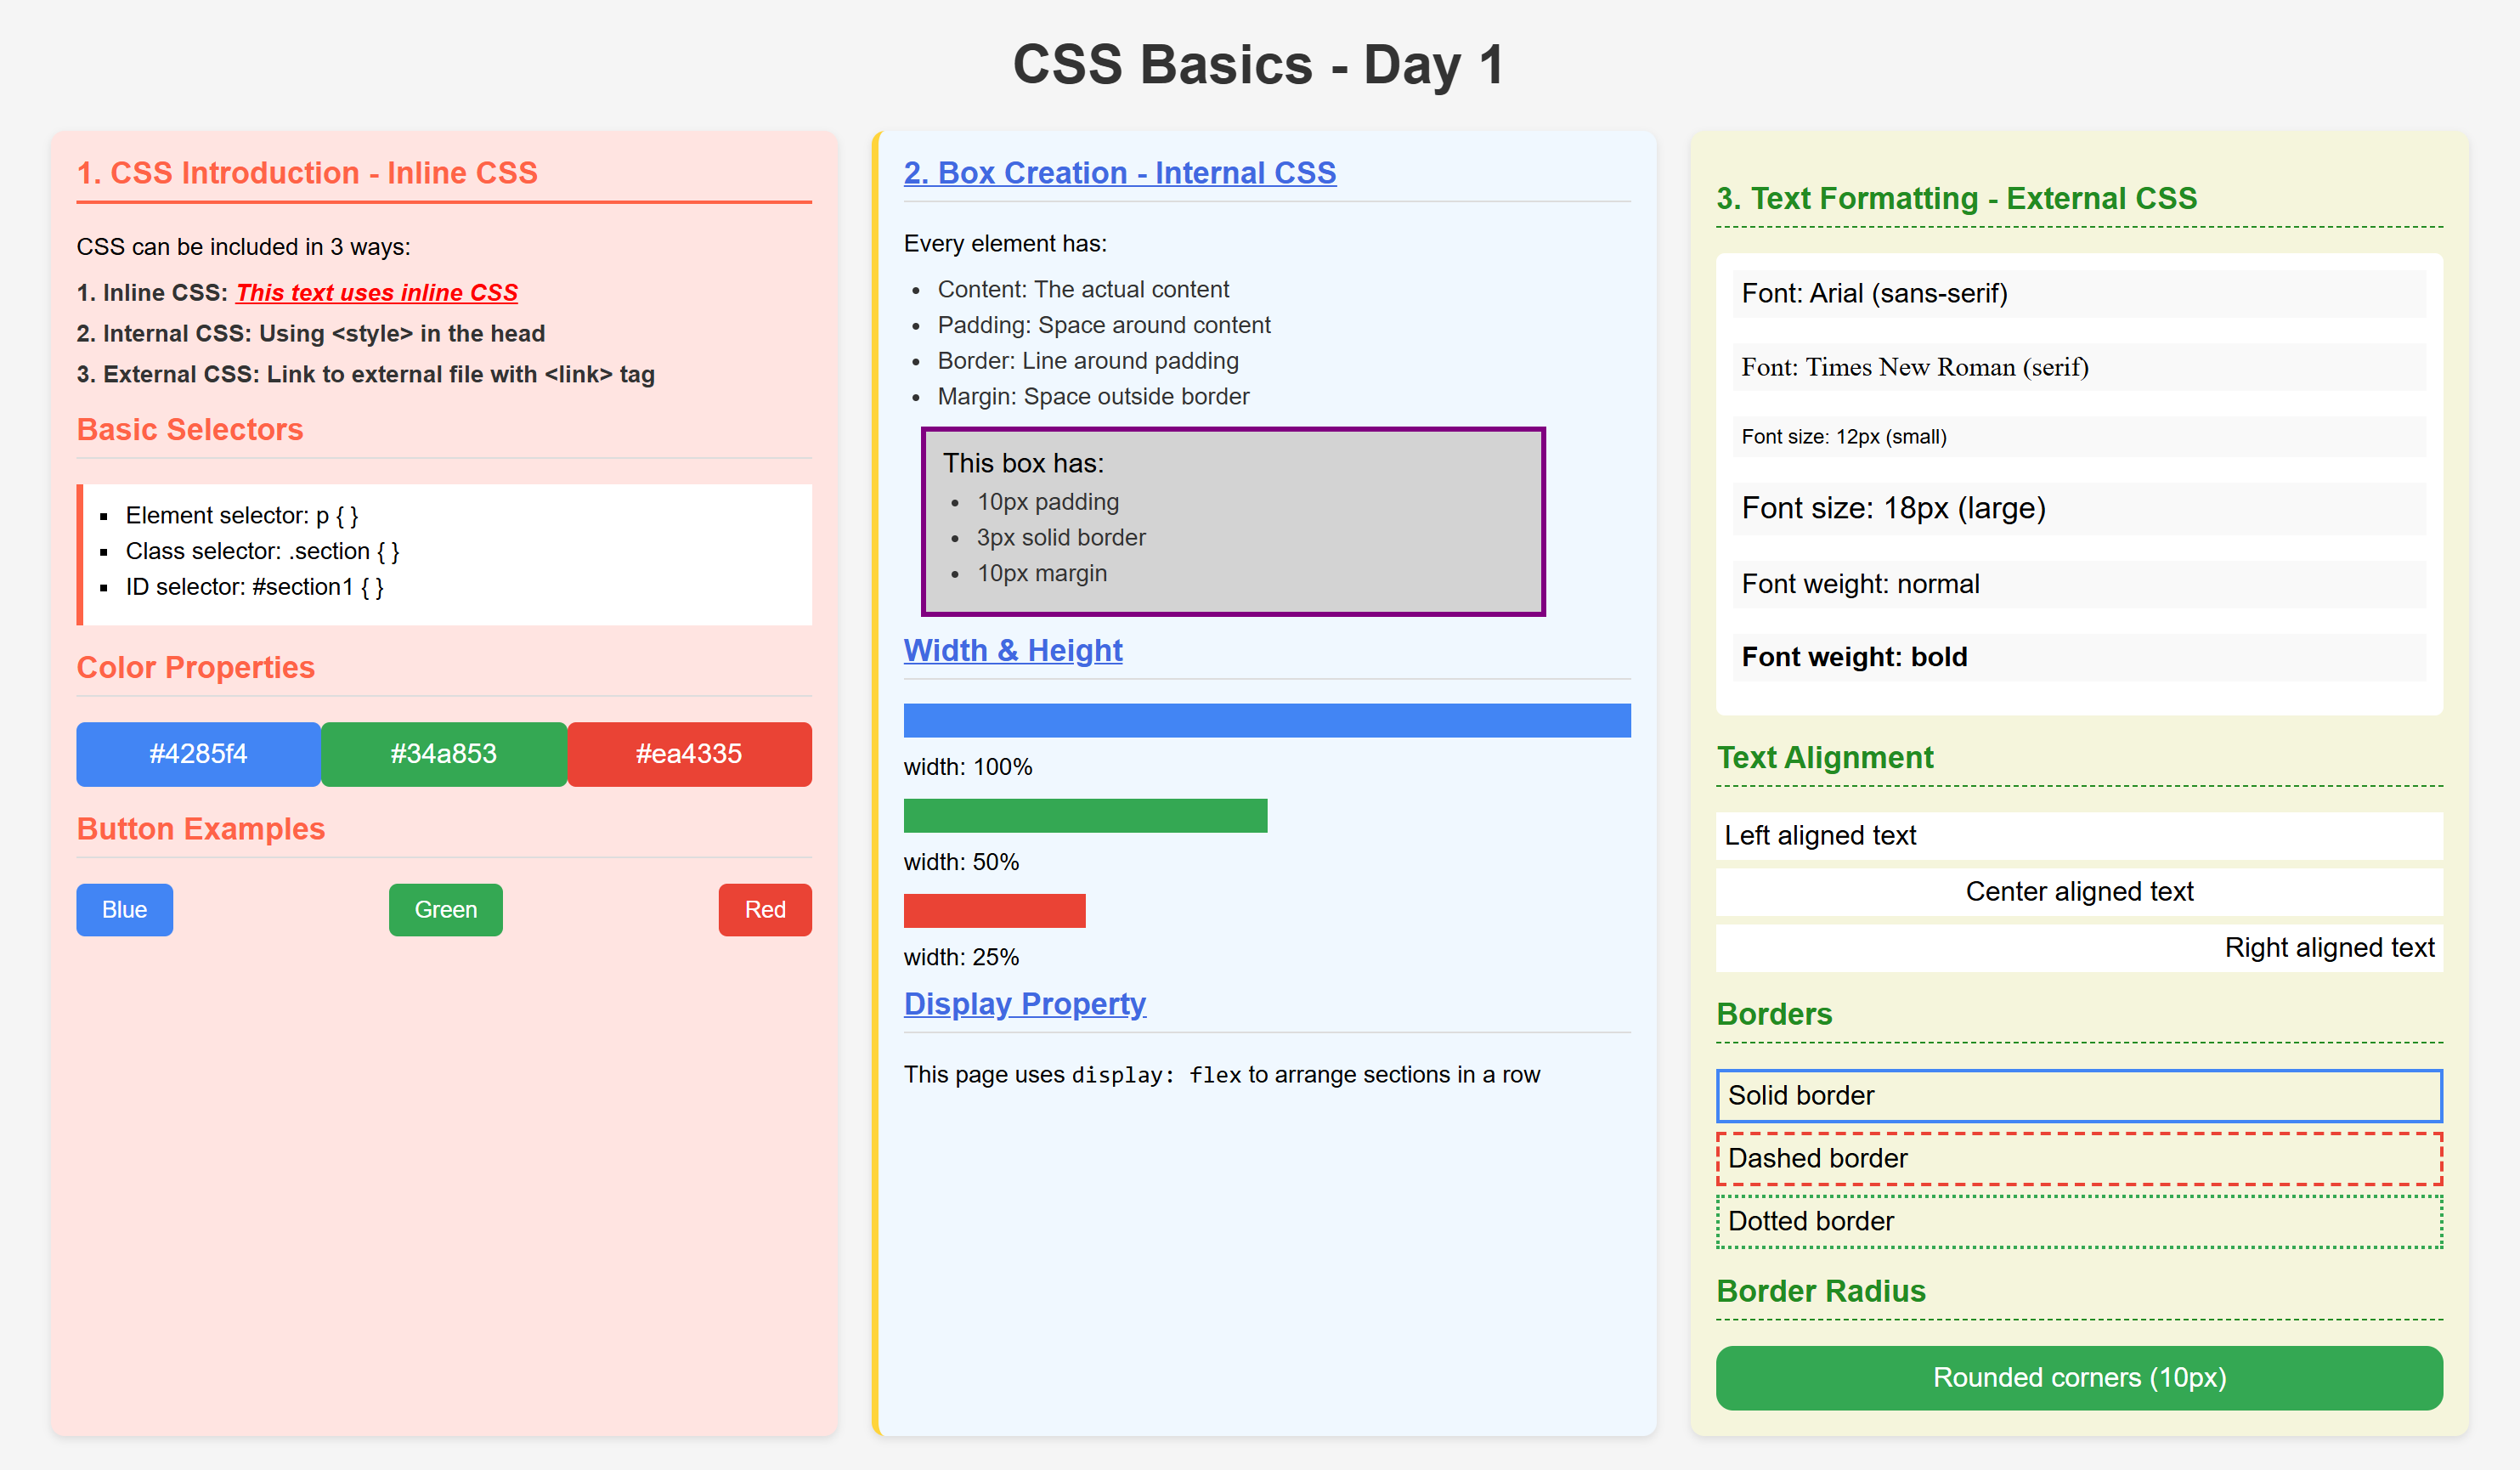 CSS Basics - Day 1
1. CSS Introduction - Inline CSS
CSS can be included in 3 ways:
1. Inline CSS: This text uses inline CSS
2. Internal CSS: Using <style> in the head
3. External CSS: Link to external file with <link> tag
Basic Selectors
Element selector: p { }
Class selector: .section { }
ID selector: #section1 { }
Color Properties
#4285f4 #34a853 #ea4335
Button Examples
Blue Green Red
2. Box Creation - Internal CSS
Every element has:
Content: The actual content
Padding: Space around content
Border: Line around padding
Margin: Space outside border
This box has:
10px padding
3px solid border
10px margin
Width & Height
width: 100%
width: 50%
width: 25%
Display Property
This page uses display: flex to arrange sections in a row
3. Text Formatting - External CSS
Font: Arial (sans-serif)
Font: Times New Roman (serif)
Font size: 12px (small)
Font size: 18px (large)
Font weight: normal
Font weight: bold
Text Alignment
Left aligned text
Center aligned text
Right aligned text
Borders
Solid border
Dashed border
Dotted border
Border Radius
Rounded corners (10px)